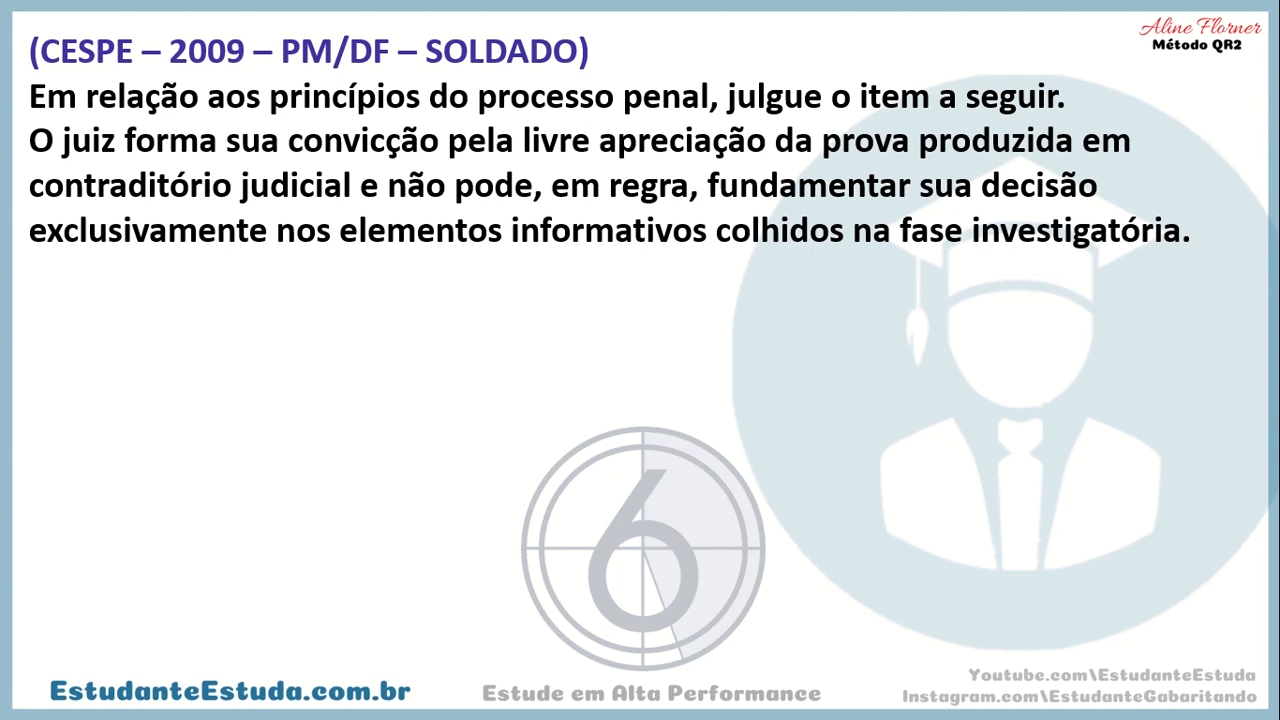 Aline Florner
Método QR2
(CESPE – 2009 – PM/DF – SOLDADO)
Em relação aos princípios do processo penal, julgue o item a seguir.
O juiz forma sua convicção pela livre apreciação da prova produzida em
contraditório judicial e não pode, em regra, fundamentar sua decisão
exclusivamente nos elementos informativos colhidos na fase investigatória.
6
EstudanteEstuda.com.br
Estude em Alta Performance
Youtube.com\EstudanteEstuda
Instagram.com\EstudanteGabaritando